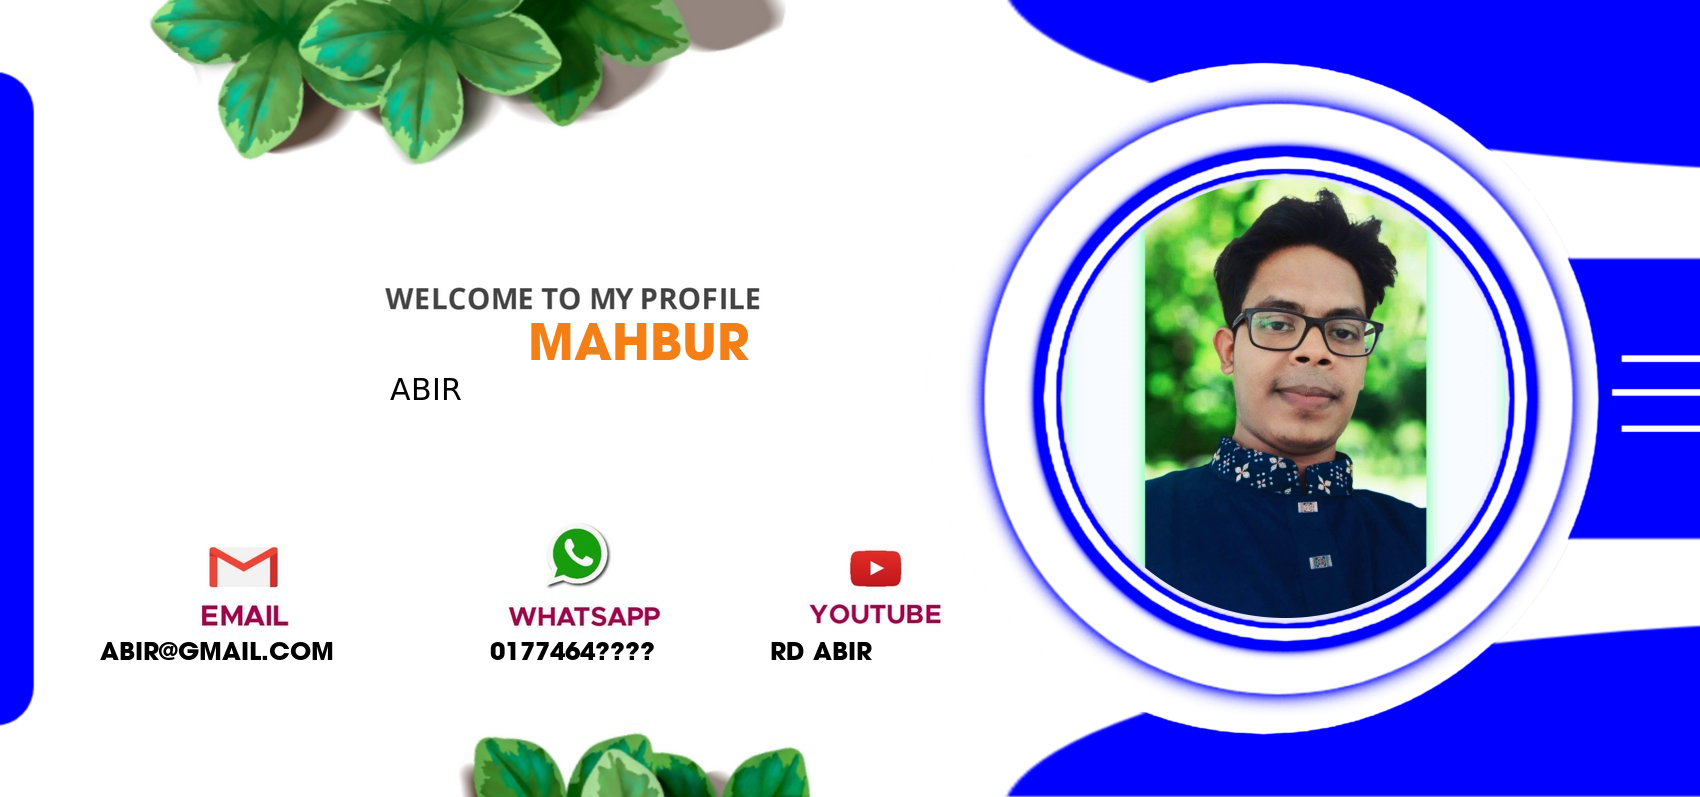 WELCOME TO MY PROFILE
MAHBUR
ABIR
EMAIL
ABIR@GMAIL.COM
WHATSAPP
0177464????
YOUTUBE
RD ABIR